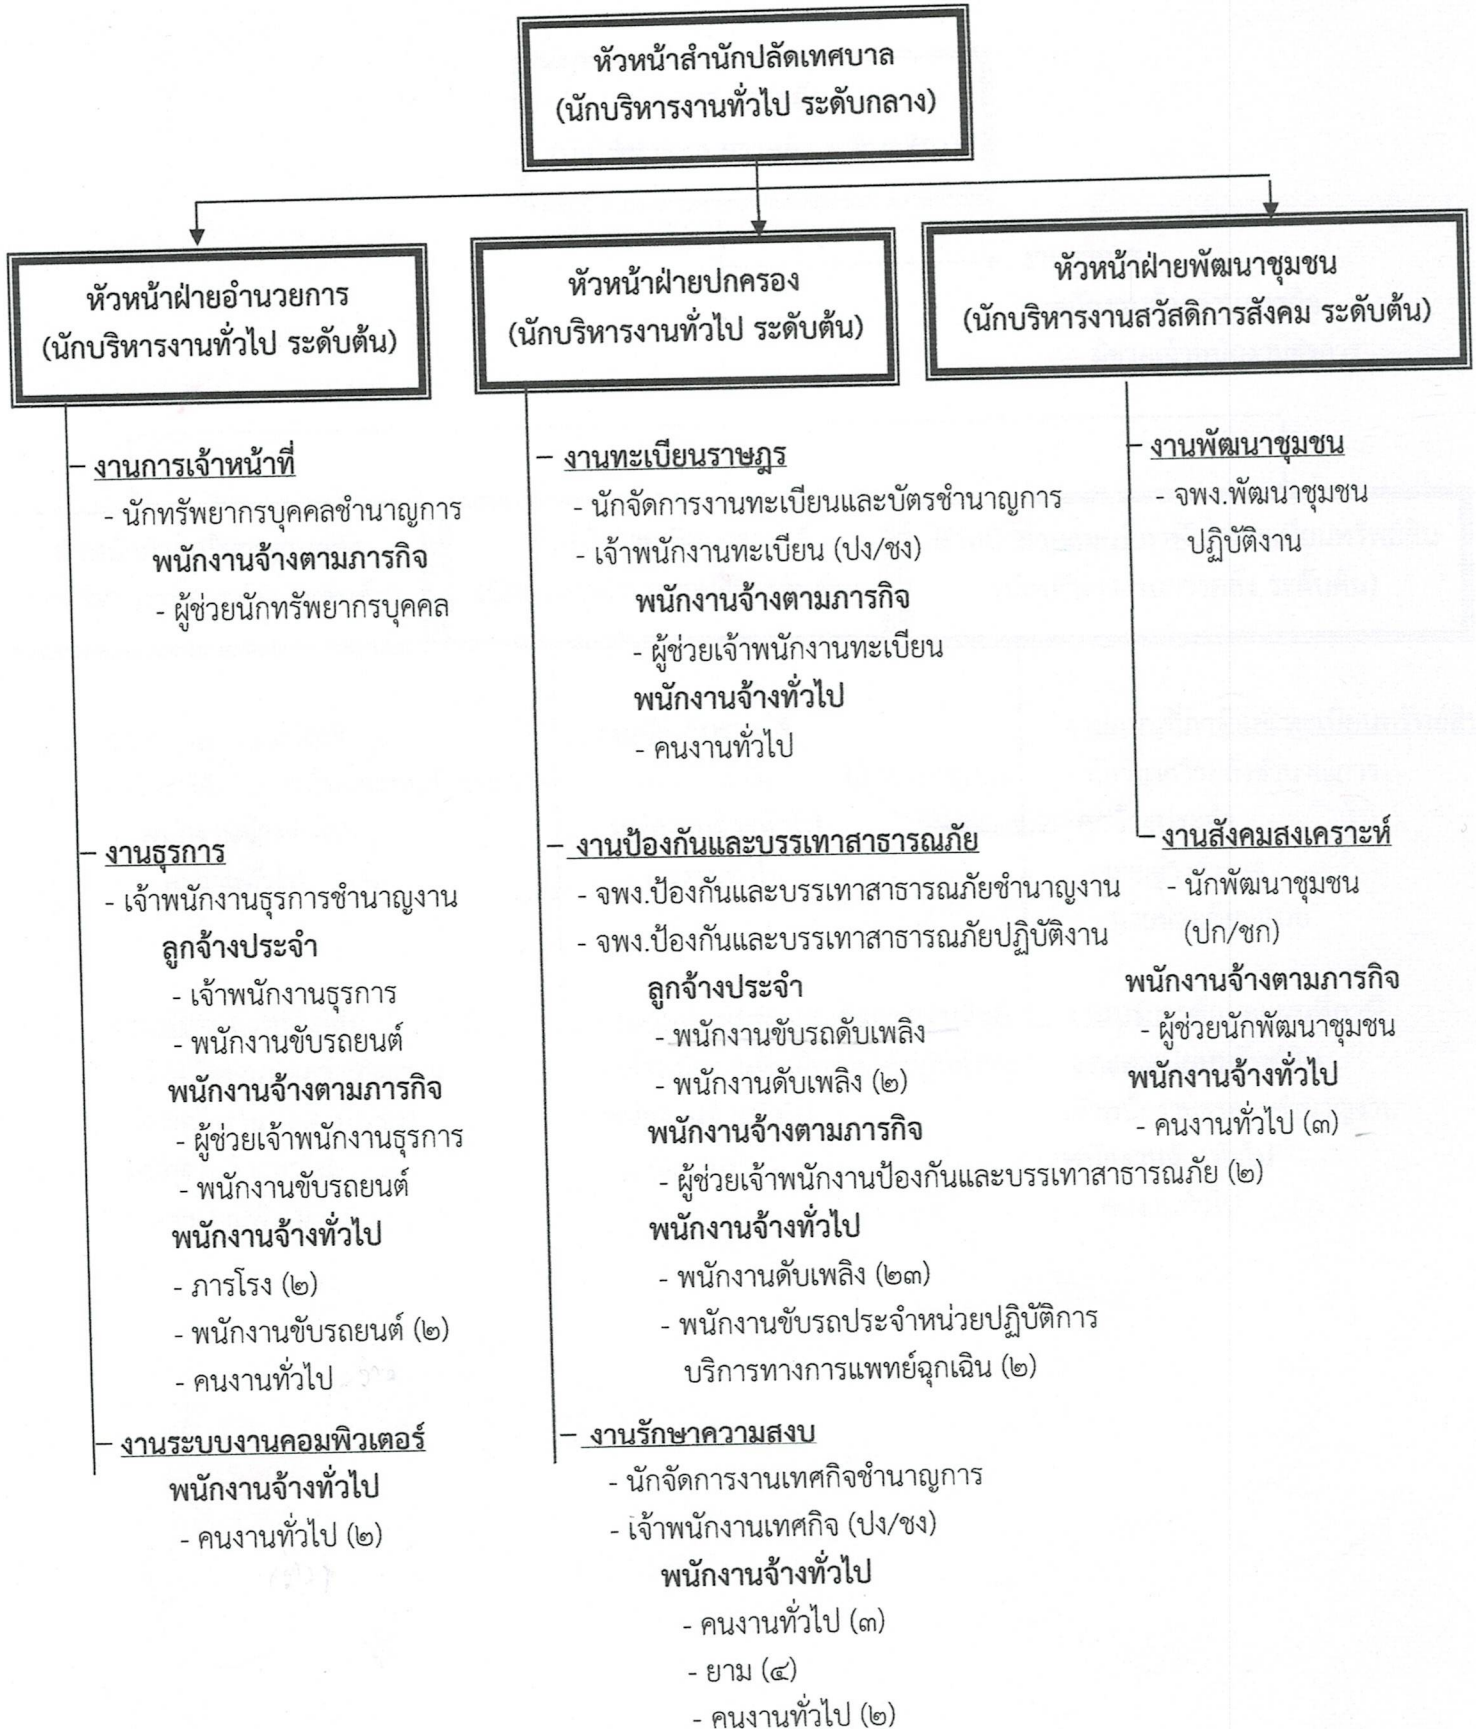 หัวหน้าสำนักปลัดเทศบาล
(นักบริหารงานทั่วไป ระดับกลาง)
หัวหน้าฝ่ายอำนวยการ
(นักบริหารงานทั่วไป ระดับต้น)
หัวหน้าฝ่ายปกครอง
(นักบริหารงานทั่วไป ระดับต้น)
หัวหน้าฝ่ายพัฒนาชุมชน
(นักบริหารงานสวัสดิการสังคม ระดับต้น)
งานการเจ้าหน้าที่
- นักทรัพยากรบุคคลชำนาญการ
พนักงานจ้างตามภารกิจ
- ผู้ช่วยนักทรัพยากรบุคคล
งานธุรการ
- เจ้าพนักงานธุรการชำนาญงาน
ลูกจ้างประจำ
- เจ้าพนักงานธุรการ
- พนักงานขับรถยนต์
พนักงานจ้างตามภารกิจ
- ผู้ช่วยเจ้าพนักงานธุรการ
- พนักงานขับรถยนต์
พนักงานจ้างทั่วไป
- ภารโรง (๒)
- พนักงานขับรถยนต์ (๒)
- คนงานทั่วไป
งานระบบงานคอมพิวเตอร์
พนักงานจ้างทั่วไป
- คนงานทั่วไป (๒)
งานทะเบียนราษฎร
- นักจัดการงานทะเบียนและบัตรชำนาญการ
- เจ้าพนักงานทะเบียน (ปง/ชง)
พนักงานจ้างตามภารกิจ
- ผู้ช่วยเจ้าพนักงานทะเบียน
พนักงานจ้างทั่วไป
- คนงานทั่วไป
งานป้องกันและบรรเทาสาธารณภัย
- จพง.ป้องกันและบรรเทาสาธารณภัยชำนาญงาน
- จพง.ป้องกันและบรรเทาสาธารณภัยปฏิบัติงาน
ลูกจ้างประจำ
- พนักงานขับรถดับเพลิง
- พนักงานดับเพลิง (๒)
พนักงานจ้างตามภารกิจ
- ผู้ช่วยเจ้าพนักงานป้องกันและบรรเทาสาธารณภัย (๒)
พนักงานจ้างทั่วไป
- พนักงานดับเพลิง (๒๓)
- พนักงานขับรถประจำหน่วยปฏิบัติการ
บริการทางการแพทย์ฉุกเฉิน (๒)
งานรักษาความสงบ
- นักจัดการงานเทศกิจชำนาญการ
- เจ้าพนักงานเทศกิจ (ปง/ชง)
พนักงานจ้างทั่วไป
- คนงานทั่วไป (๓)
- ยาม (๔)
- คนงานทั่วไป (๒)
งานพัฒนาชุมชน
- จพง.พัฒนาชุมชน
ปฏิบัติงาน
งานสังคมสงเคราะห์
- นักพัฒนาชุมชน
(ปก/ชก)
พนักงานจ้างตามภารกิจ
- ผู้ช่วยนักพัฒนาชุมชน
พนักงานจ้างทั่วไป
- คนงานทั่วไป (๓)